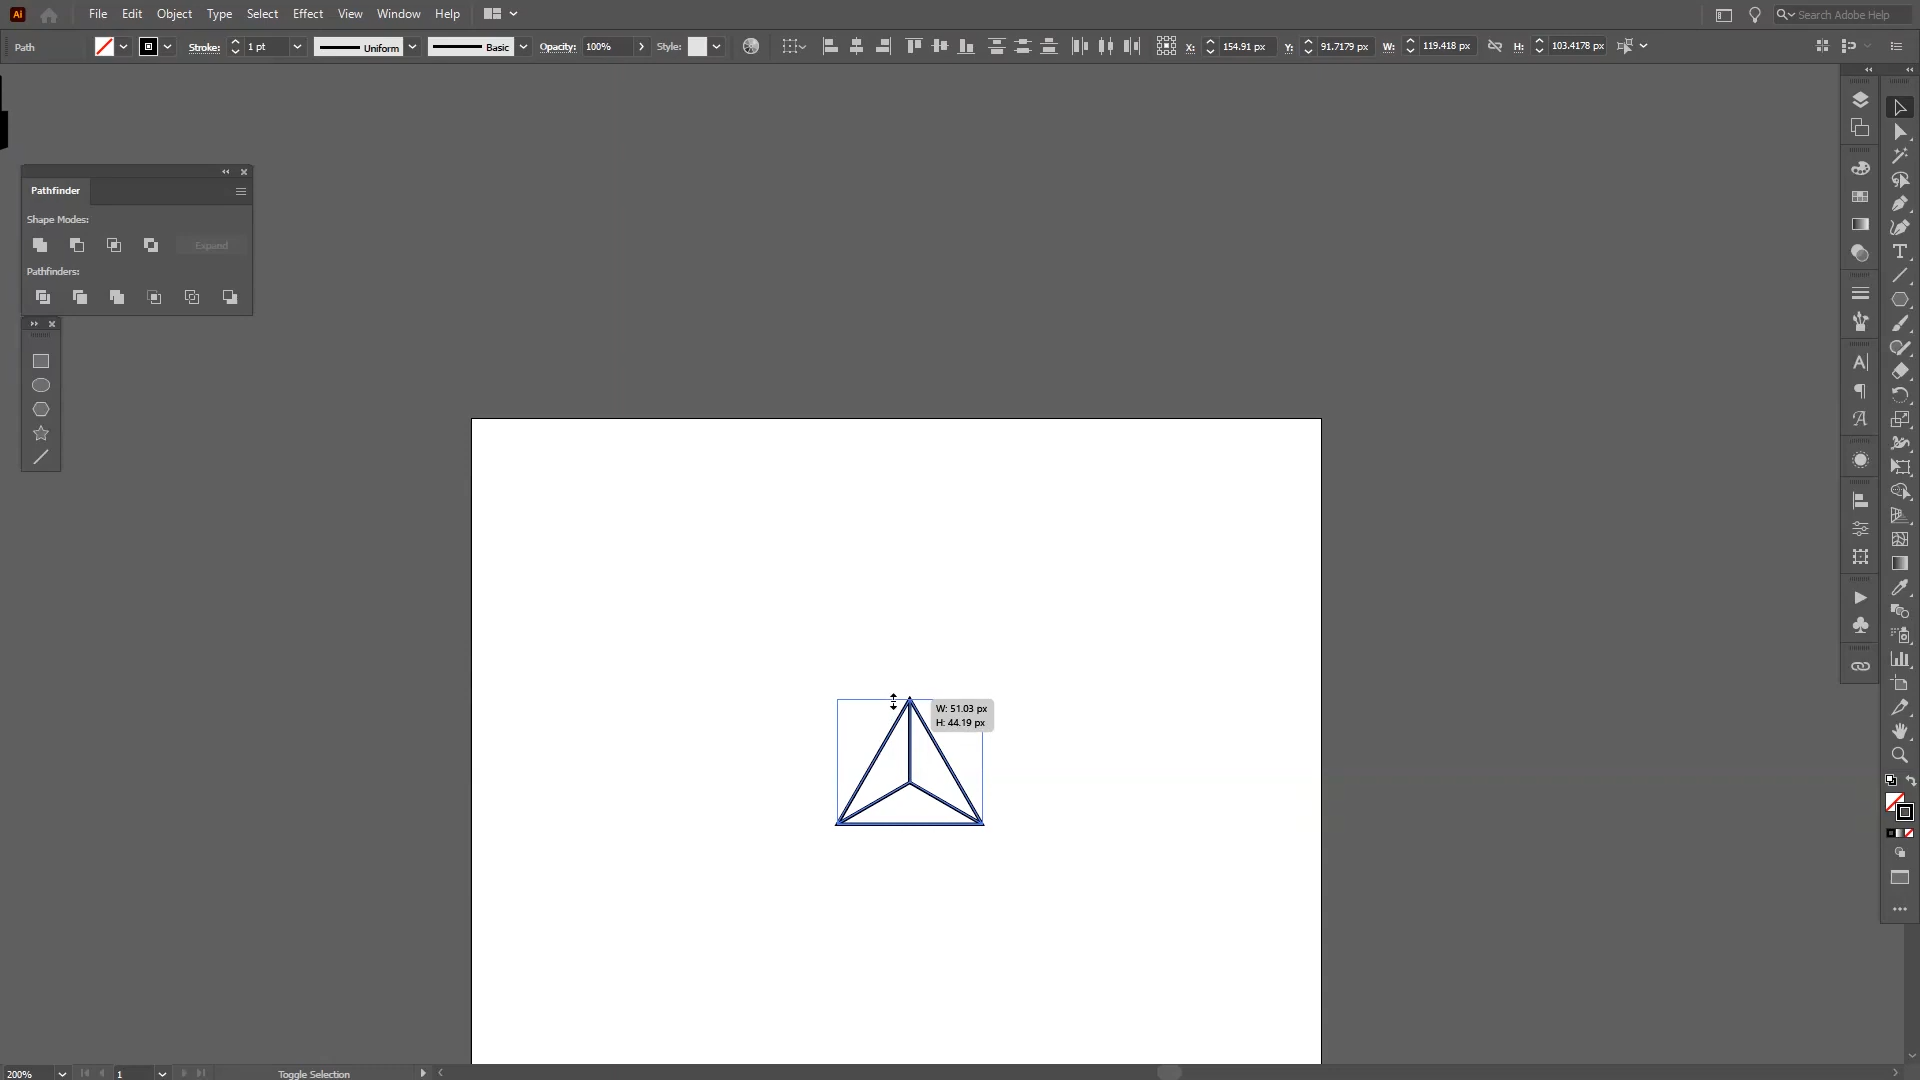 Ai File Edit Object Type Select Effect View Window Help Search Adobe Help
Path Stroke: 1 pt Uniform Basic Opacity: 100% Style: X: 154.91 px Y: 91.7179 px W: 119.418 px H: 103.4178 px
Pathfinder
Shape Modes:
Expand
Pathfinders:
W: 51.03 px
H: 44.19 px
200% 1 Toggle Selection